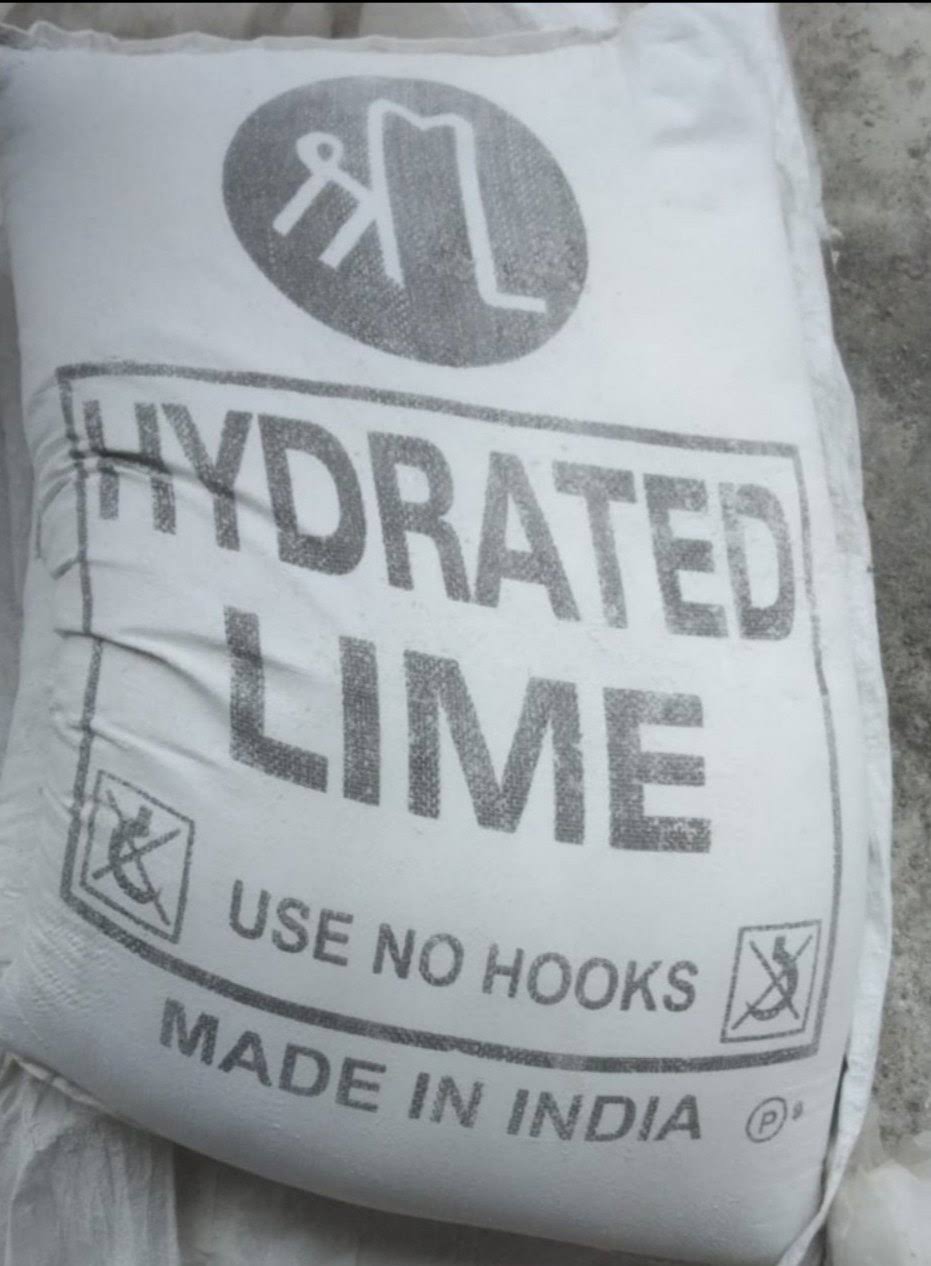 HYDRATED
LIME
USE NO HOOKS
MADE IN INDIA
P